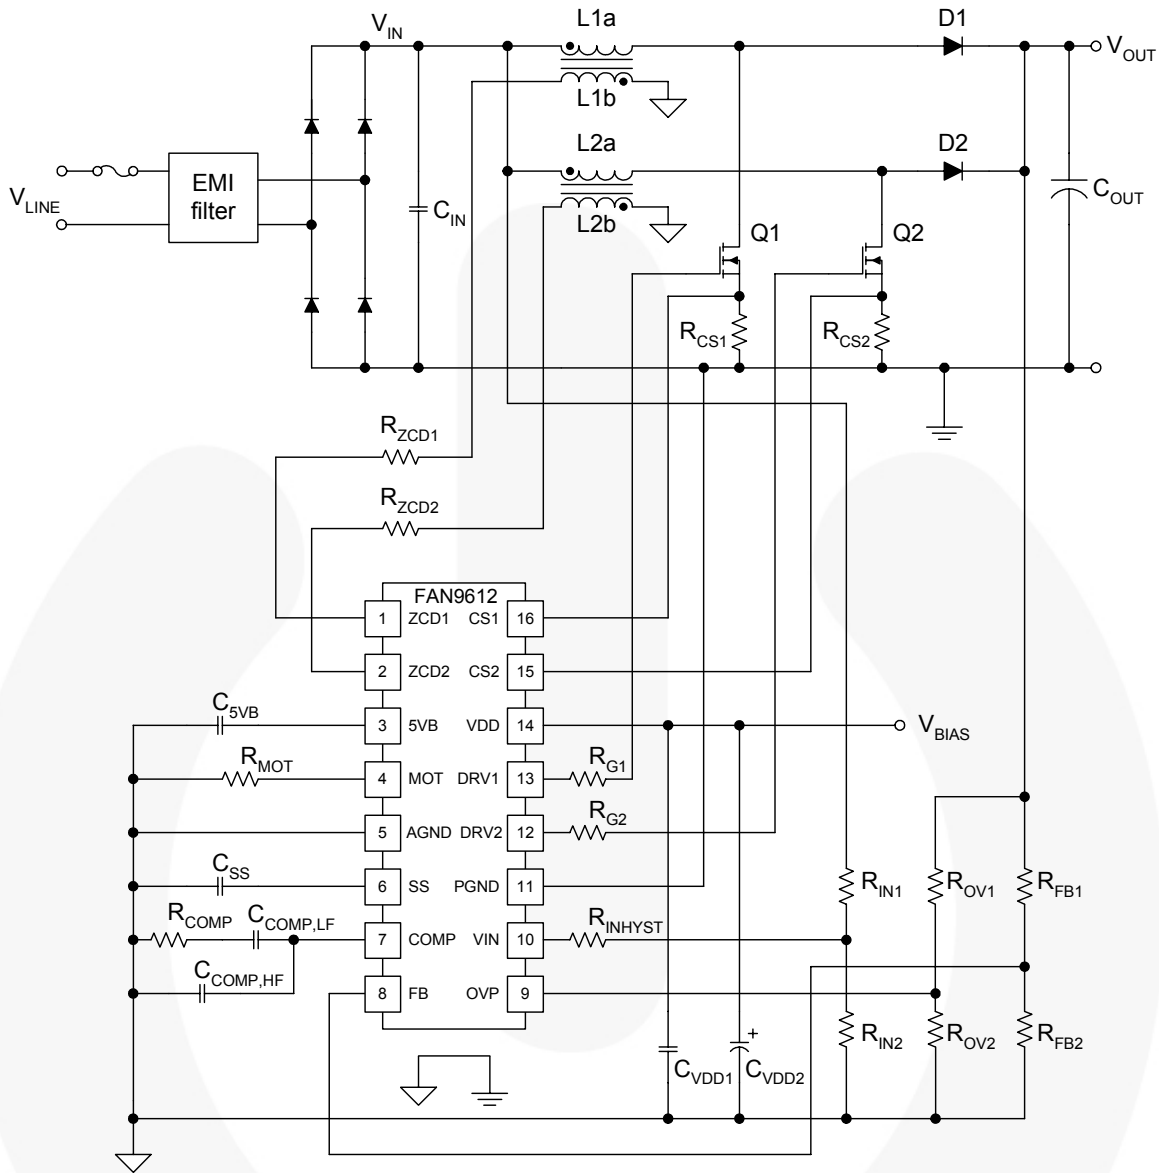 L1a
D1
V_IN
V_OUT
L1b
L2a
D2
EMI
filter
V_LINE
C_IN
C_OUT
L2b
Q1
Q2
R_CS1
R_CS2
R_ZCD1
R_ZCD2
FAN9612
1 ZCD1 CS1 16
2 ZCD2 CS2 15
C_5VB
3 5VB VDD 14
V_BIAS
R_MOT
4 MOT DRV1 13
R_G1
5 AGND DRV2 12
R_G2
C_SS
6 SS PGND 11
R_IN1
R_OV1
R_FB1
R_COMP
C_COMP,LF
7 COMP VIN 10
R_INHYST
C_COMP,HF
8 FB OVP 9
R_IN2
R_OV2
R_FB2
+
C_VDD1
C_VDD2